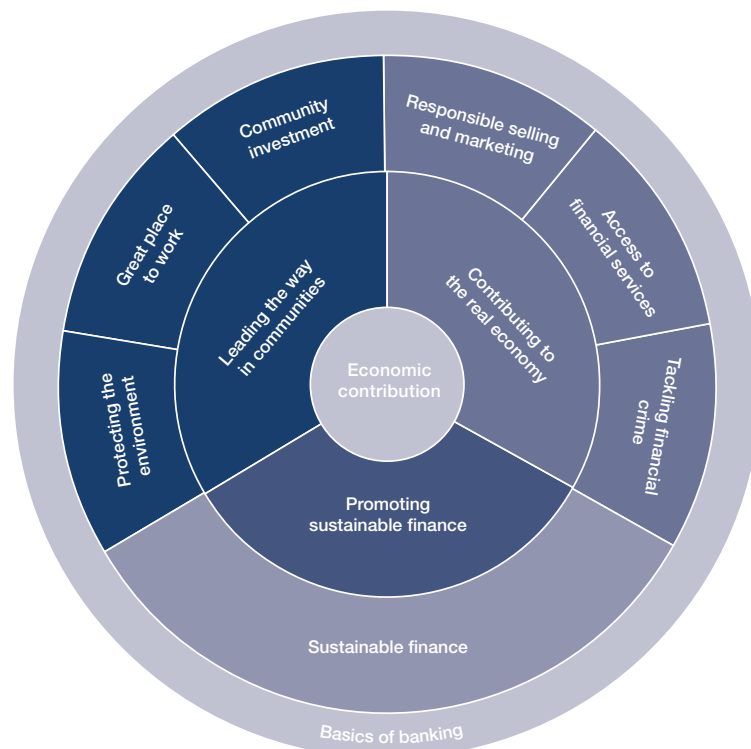 Community
investment
Responsible selling
and marketing
Great place
to work
Access to
financial services
Leading the way
in communities
Contributing to
the real economy
Protecting the
environment
Economic
contribution
Tackling financial
crime
Promoting
sustainable finance
Sustainable finance
Basics of banking